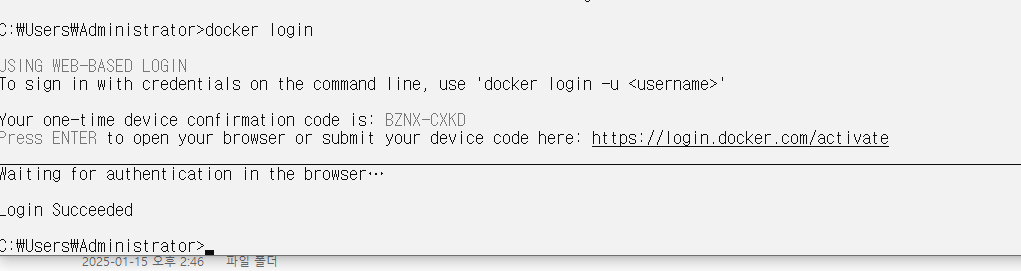 C:₩Users₩Administrator>docker login
USING WEB-BASED LOGIN
To sign in with credentials on the command line, use 'docker login -u <username>'
Your one-time device confirmation code is: BZNX-CXKD
Press ENTER to open your browser or submit your device code here: https://login.docker.com/activate
Waiting for authentication in the browser…
Login Succeeded
C:₩Users₩Administrator>
2025-01-15 오후 2:46 파일 폴더